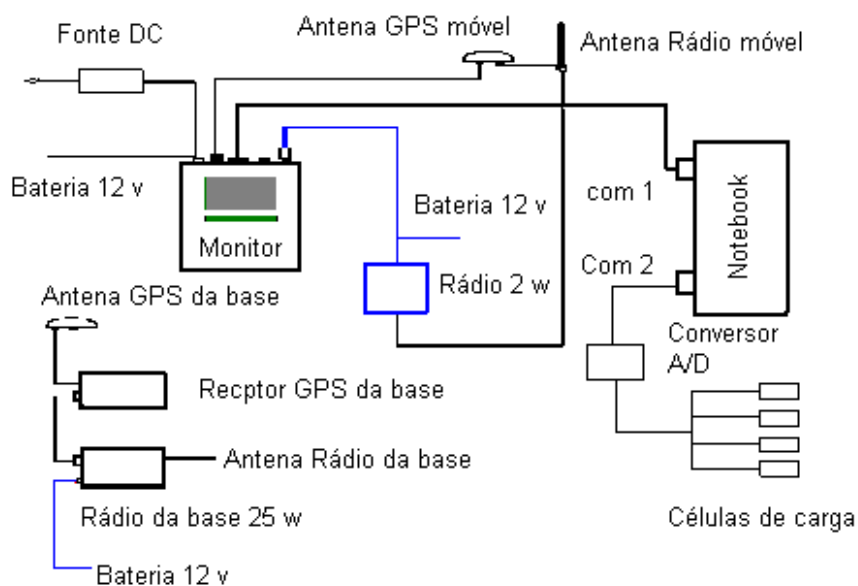 Fonte DC
Antena GPS móvel
Antena Rádio móvel
Bateria 12 v
Monitor
com 1
Notebook
Bateria 12 v
Com 2
Rádio 2 w
Antena GPS da base
Conversor
A/D
Recptor GPS da base
Antena Rádio da base
Rádio da base 25 w
Células de carga
Bateria 12 v